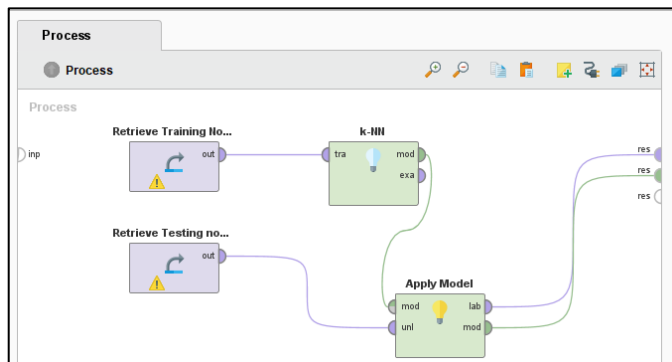 Process
Process
Process
inp
Retrieve Training No...
out
k-NN
tra
mod
exa
res
res
res
Retrieve Testing no...
out
Apply Model
mod
lab
unl
mod